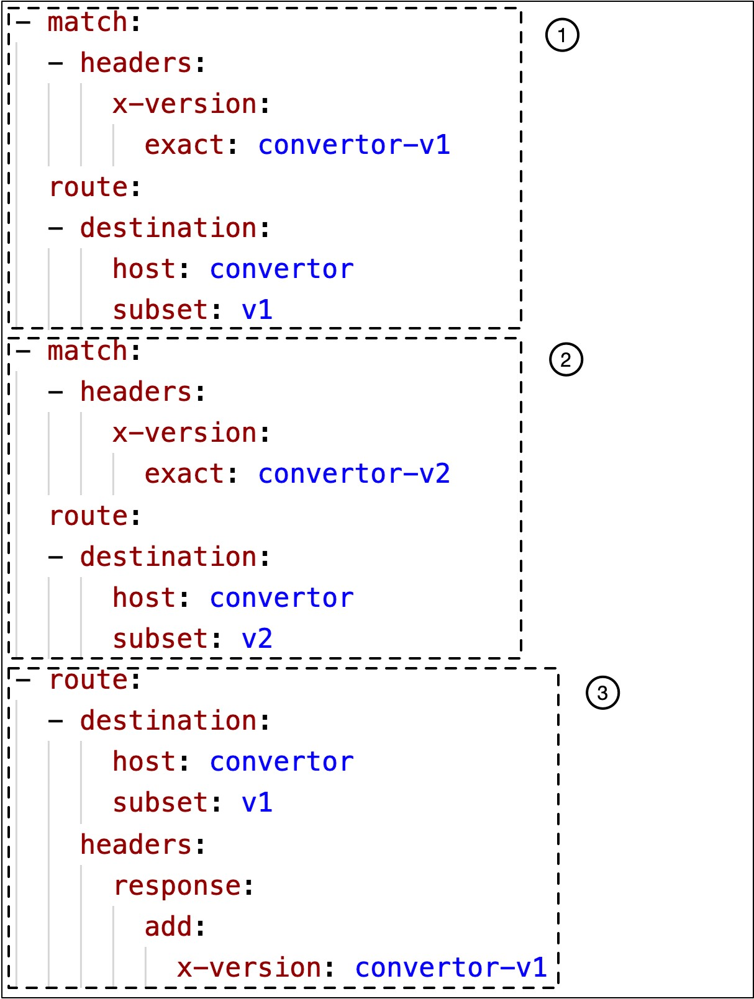 - match:
①
  - headers:
      x-version:
        exact: convertor-v1
  route:
  - destination:
      host: convertor
      subset: v1
- match:
②
  - headers:
      x-version:
        exact: convertor-v2
  route:
  - destination:
      host: convertor
      subset: v2
- route:
③
  - destination:
      host: convertor
      subset: v1
    headers:
      response:
        add:
          x-version: convertor-v1